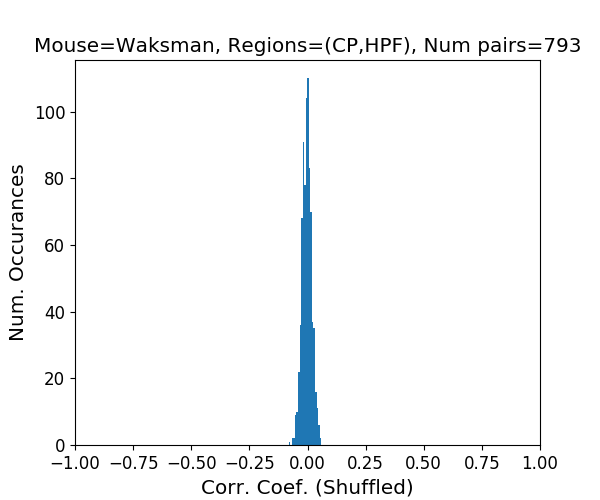 Mouse=Waksman, Regions=(CP,HPF), Num pairs=793
Num. Occurances
100
80
60
40
20
0
−1.00 −0.75 −0.50 −0.25 0.00 0.25 0.50 0.75 1.00
Corr. Coef. (Shuffled)